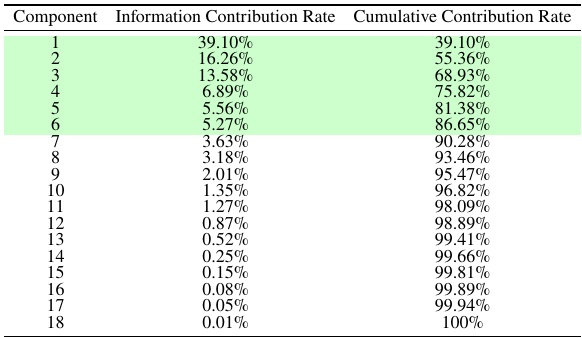 Component Information Contribution Rate Cumulative Contribution Rate
1 39.10% 39.10%
2 16.26% 55.36%
3 13.58% 68.93%
4 6.89% 75.82%
5 5.56% 81.38%
6 5.27% 86.65%
7 3.63% 90.28%
8 3.18% 93.46%
9 2.01% 95.47%
10 1.35% 96.82%
11 1.27% 98.09%
12 0.87% 98.89%
13 0.52% 99.41%
14 0.25% 99.66%
15 0.15% 99.81%
16 0.08% 99.89%
17 0.05% 99.94%
18 0.01% 100%